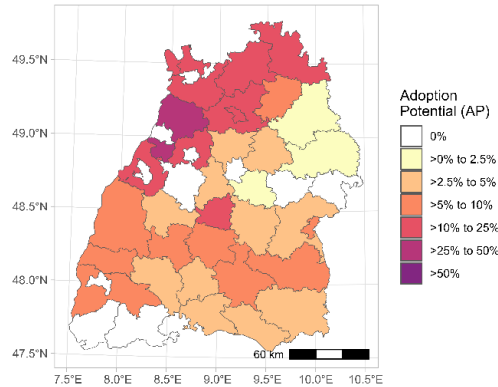 49.5°N
49.0°N
48.5°N
48.0°N
47.5°N
7.5°E
8.0°E
8.5°E
9.0°E
9.5°E
10.0°E
10.5°E
60 km
Adoption
Potential (AP)
0%
>0% to 2.5%
>2.5% to 5%
>5% to 10%
>10% to 25%
>25% to 50%
>50%